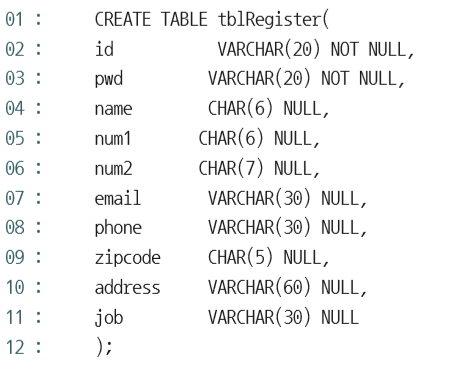 01 : CREATE TABLE tblRegister(
02 : id VARCHAR(20) NOT NULL,
03 : pwd VARCHAR(20) NOT NULL,
04 : name CHAR(6) NULL,
05 : num1 CHAR(6) NULL,
06 : num2 CHAR(7) NULL,
07 : email VARCHAR(30) NULL,
08 : phone VARCHAR(30) NULL,
09 : zipcode CHAR(5) NULL,
10 : address VARCHAR(60) NULL,
11 : job VARCHAR(30) NULL
12 : );